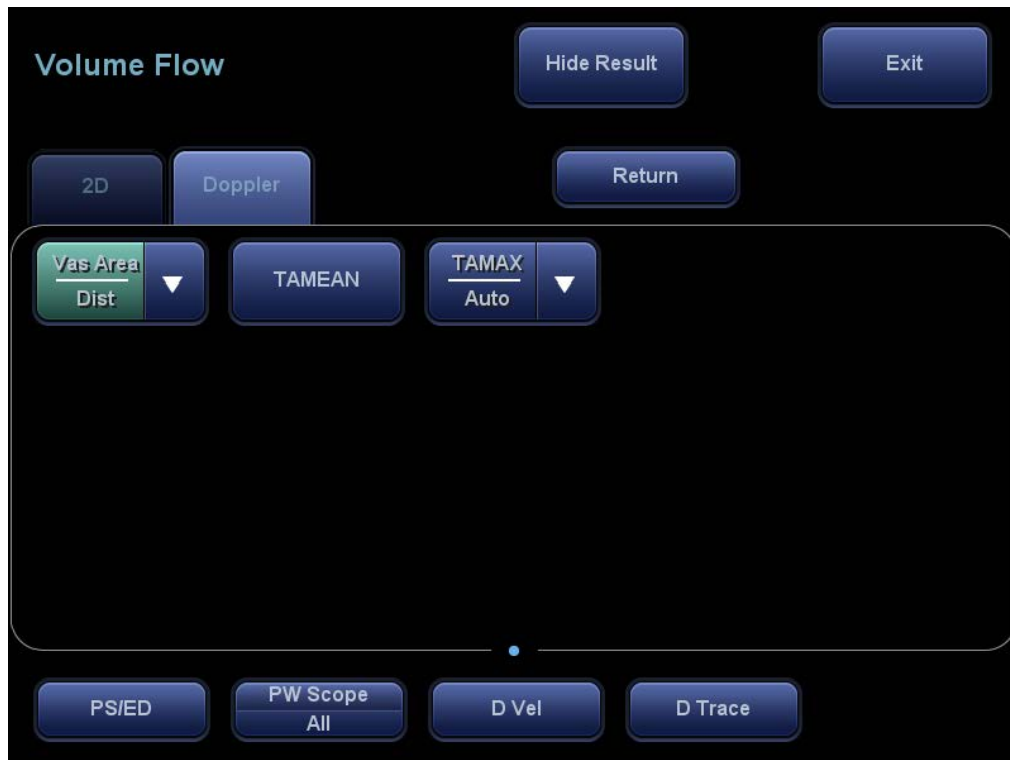 Volume Flow
Hide Result
Exit
2D
Doppler
Return
Vas Area
Dist
TAMEAN
TAMAX
Auto
PS/ED
PW Scope
All
D Vel
D Trace